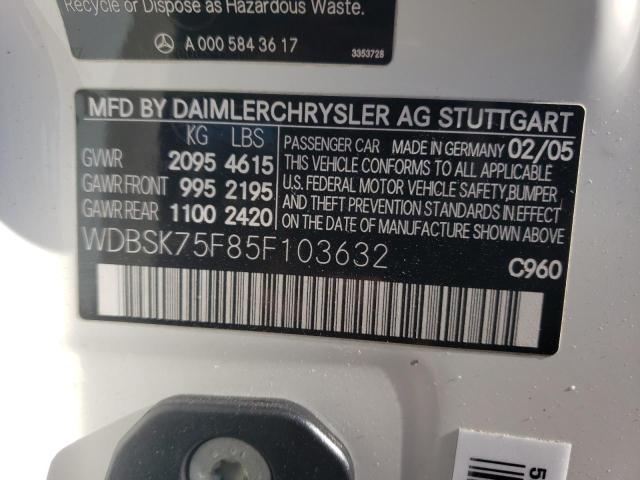 Recycle or Dispose as Hazardous Waste.
A 000 584 36 17
3353728
MFD BY DAIMLERCHRYSLER AG STUTTGART
KG LBS
GVWR 2095 4615
GAWR FRONT 995 2195
GAWR REAR 1100 2420
PASSENGER CAR MADE IN GERMANY 02/05
THIS VEHICLE CONFORMS TO ALL APPLICABLE
U.S. FEDERAL MOTOR VEHICLE SAFETY, BUMPER
AND THEFT PREVENTION STANDARDS IN EFFECT
ON THE DATE OF MANUFACTURE SHOWN ABOVE
WDBSK75F85F103632
C960
5